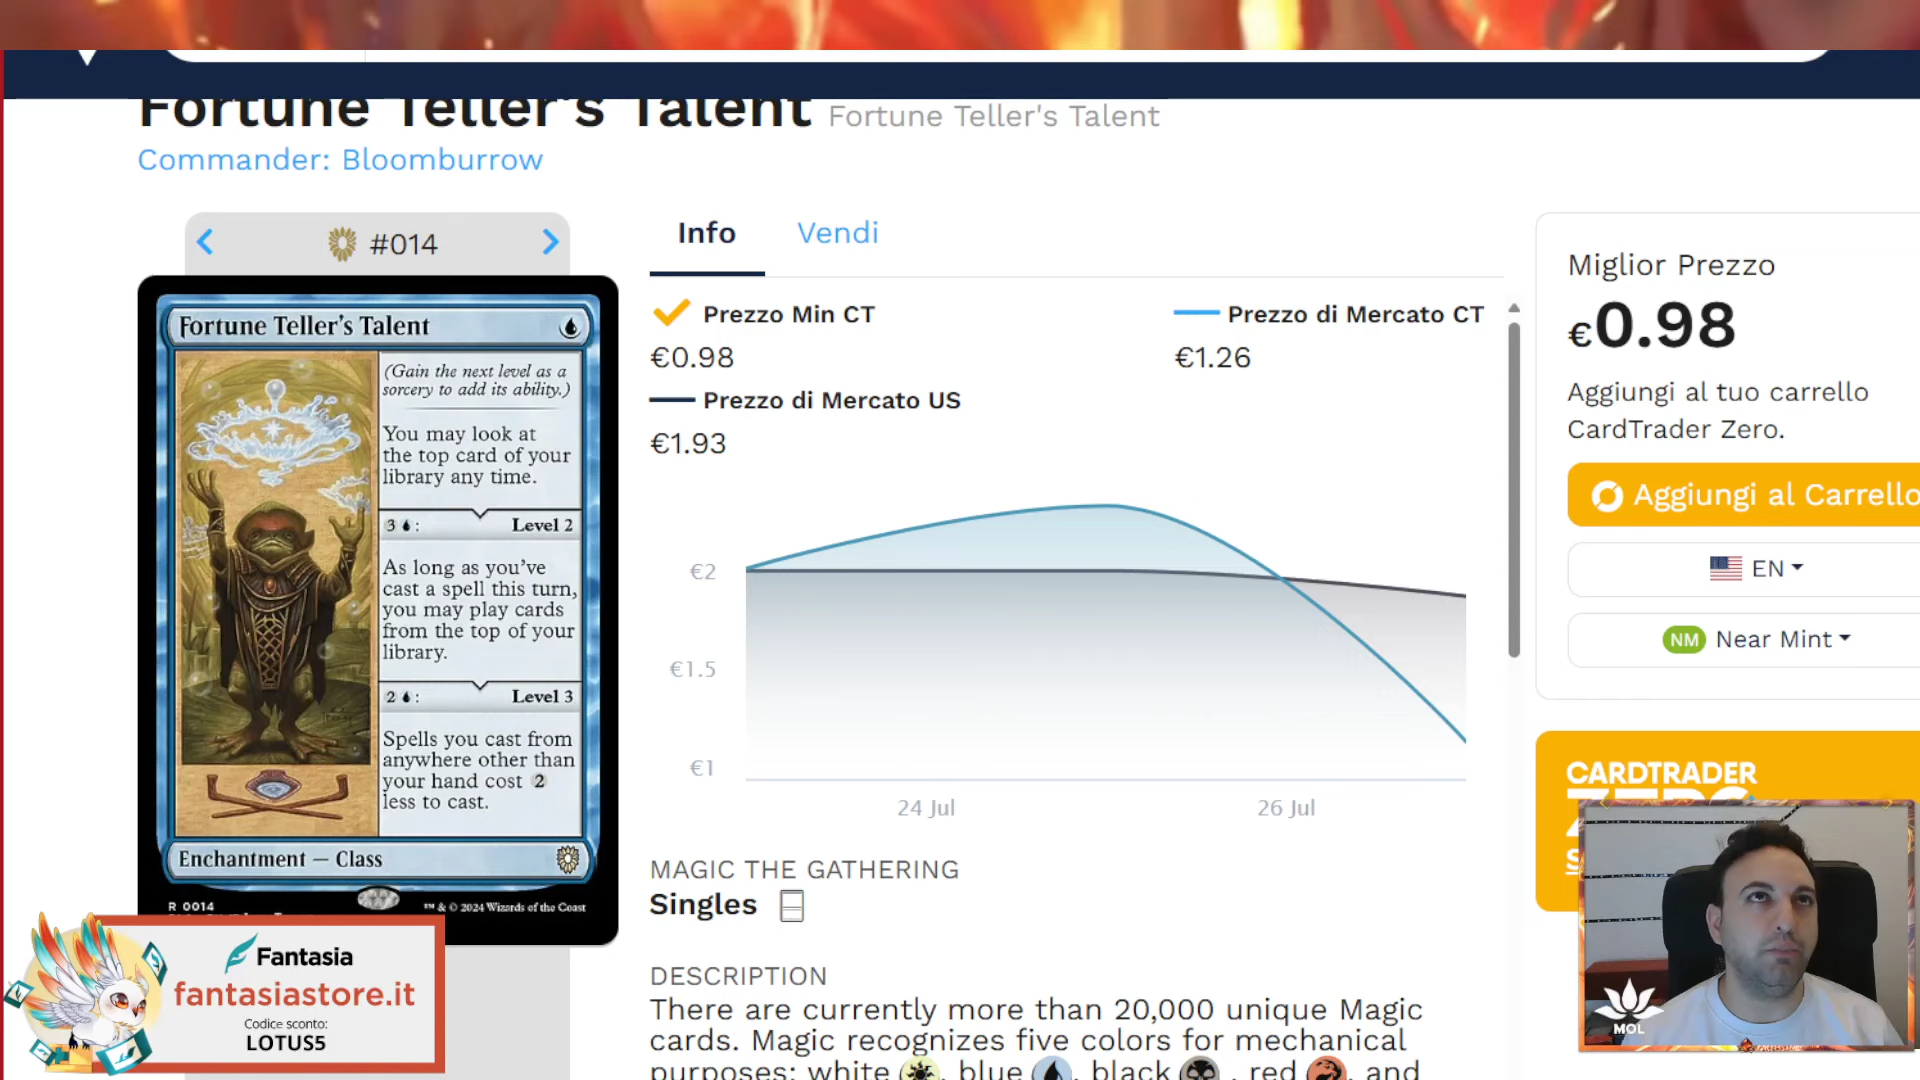 Fortune Teller's Talent Fortune Teller's Talent
Commander: Bloomburrow
#014
Fortune Teller's Talent
(Gain the next level as a
sorcery to add its ability.)
You may look at
the top card of your
library any time.
3 : Level 2
As long as you've
cast a spell this turn,
you may play cards
from the top of your
library.
2 : Level 3
Spells you cast from
anywhere other than
your hand cost 2
less to cast.
Enchantment — Class
R 0014
™ & © 2024 Wizards of the Coast
Info Vendi
Prezzo Min CT
€0.98
Prezzo di Mercato CT
€1.26
Prezzo di Mercato US
€1.93
€2
€1.5
€1
24 Jul 26 Jul
MAGIC THE GATHERING
Singles
DESCRIPTION
There are currently more than 20,000 unique Magic
cards. Magic recognizes five colors for mechanical
purposes: white , blue , black , red , and
Miglior Prezzo
€0.98
Aggiungi al tuo carrello
CardTrader Zero.
Aggiungi al Carrello
EN
NM Near Mint
CARDTRADER
ZERO
MOL
Fantasia
fantasiastore.it
Codice sconto:
LOTUS5